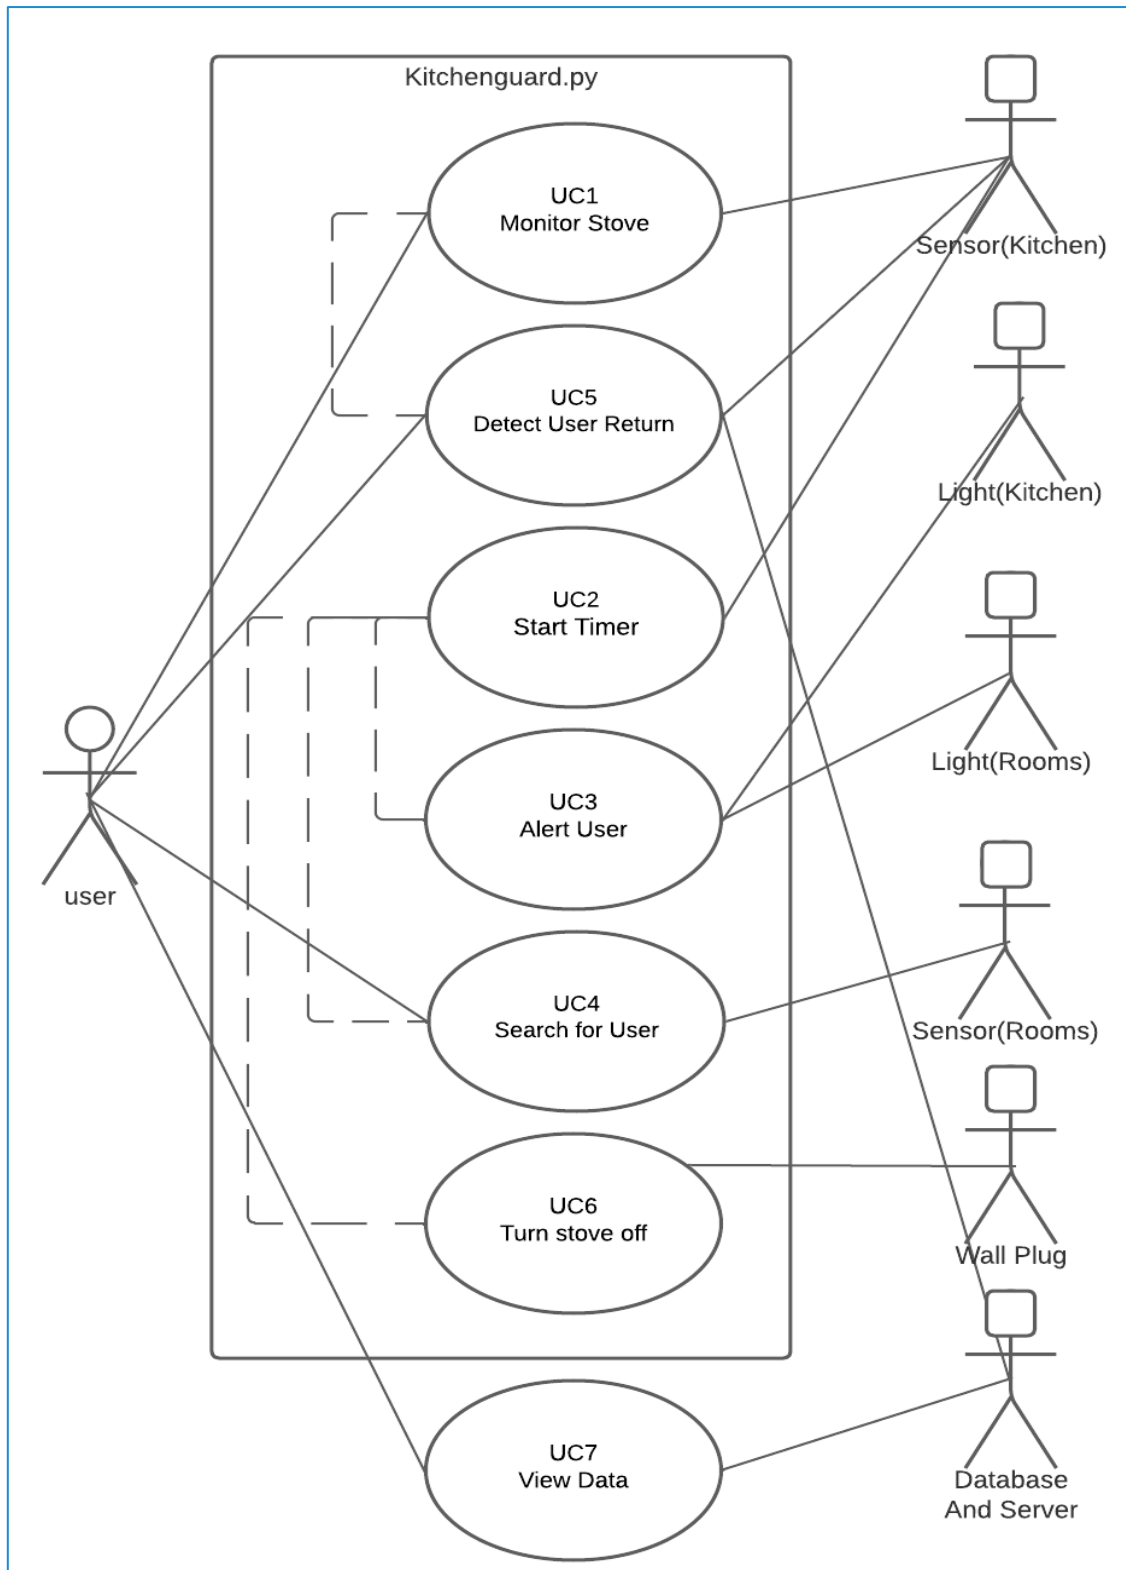 Kitchenguard.py
UC1
Monitor Stove
Sensor(Kitchen)
UC5
Detect User Return
Light(Kitchen)
UC2
Start Timer
Light(Rooms)
UC3
Alert User
user
UC4
Search for User
Sensor(Rooms)
UC6
Turn stove off
Wall Plug
UC7
View Data
Database
And Server